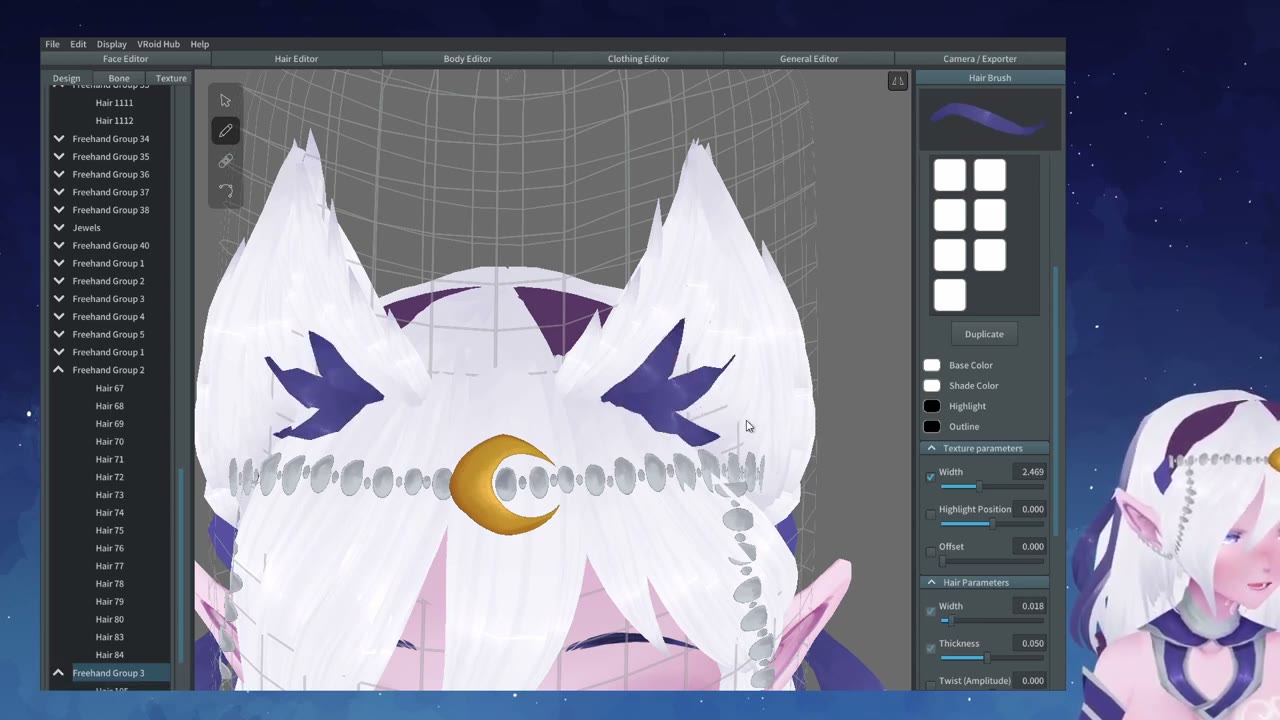 File Edit Display VRoid Hub Help
Face Editor Hair Editor Body Editor Clothing Editor General Editor Camera / Exporter
Design Bone Texture
Freehand Group 33
Hair 1111
Hair 1112
Freehand Group 34
Freehand Group 35
Freehand Group 36
Freehand Group 37
Freehand Group 38
Jewels
Freehand Group 40
Freehand Group 1
Freehand Group 2
Freehand Group 3
Freehand Group 4
Freehand Group 5
Freehand Group 1
Freehand Group 2
Hair 67
Hair 68
Hair 69
Hair 70
Hair 71
Hair 72
Hair 73
Hair 74
Hair 75
Hair 76
Hair 77
Hair 78
Hair 79
Hair 80
Hair 83
Hair 84
Freehand Group 3
Hair Brush
Duplicate
Base Color
Shade Color
Highlight
Outline
Texture parameters
Width 2.469
Highlight Position 0.000
Offset 0.000
Hair Parameters
Width 0.018
Thickness 0.050
Twist (Amplitude) 0.000